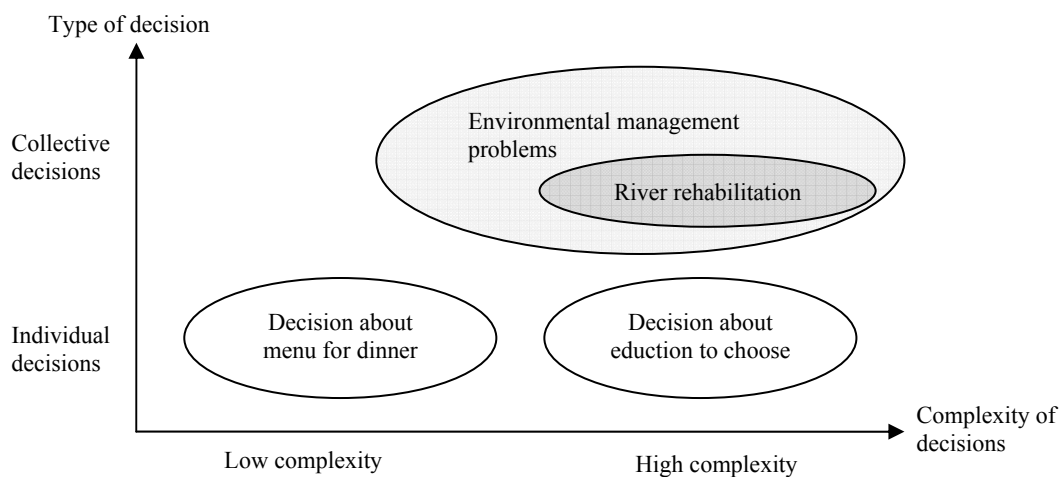 Type of decision
Collective
decisions
Environmental management
problems
River rehabilitation
Individual
decisions
Decision about
menu for dinner
Decision about
eduction to choose
Complexity of
decisions
Low complexity
High complexity